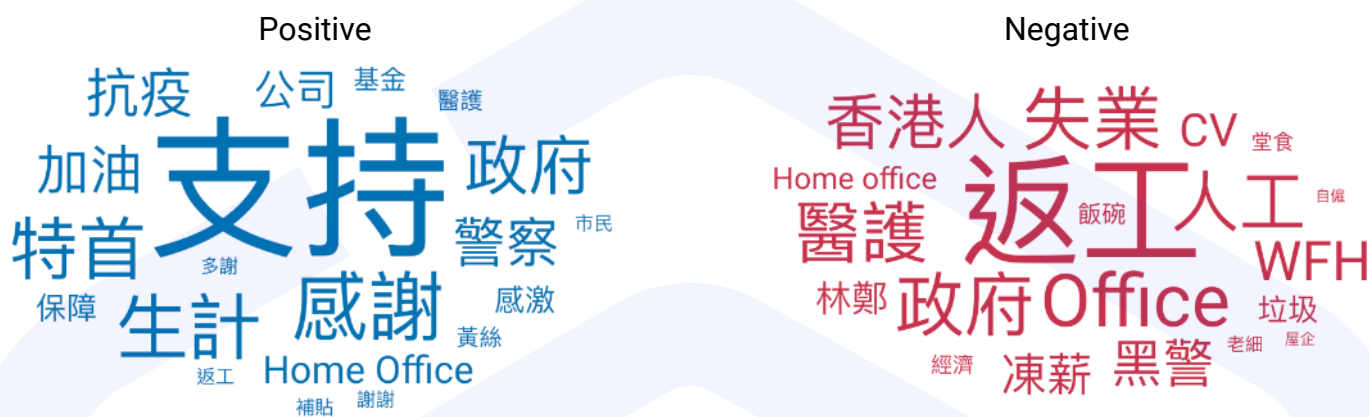 Positive
抗疫
公司
基金
醫護
加油
支持
政府
特首
警察
市民
多謝
保障
生計
感謝
感激
黃絲
返工
Home Office
補貼
謝謝
Negative
香港人
失業
CV
堂食
Home office
返工
人工
自僱
飯碗
醫護
WFH
林鄭
政府
Office
垃圾
經濟
凍薪
黑警
老細
屋企